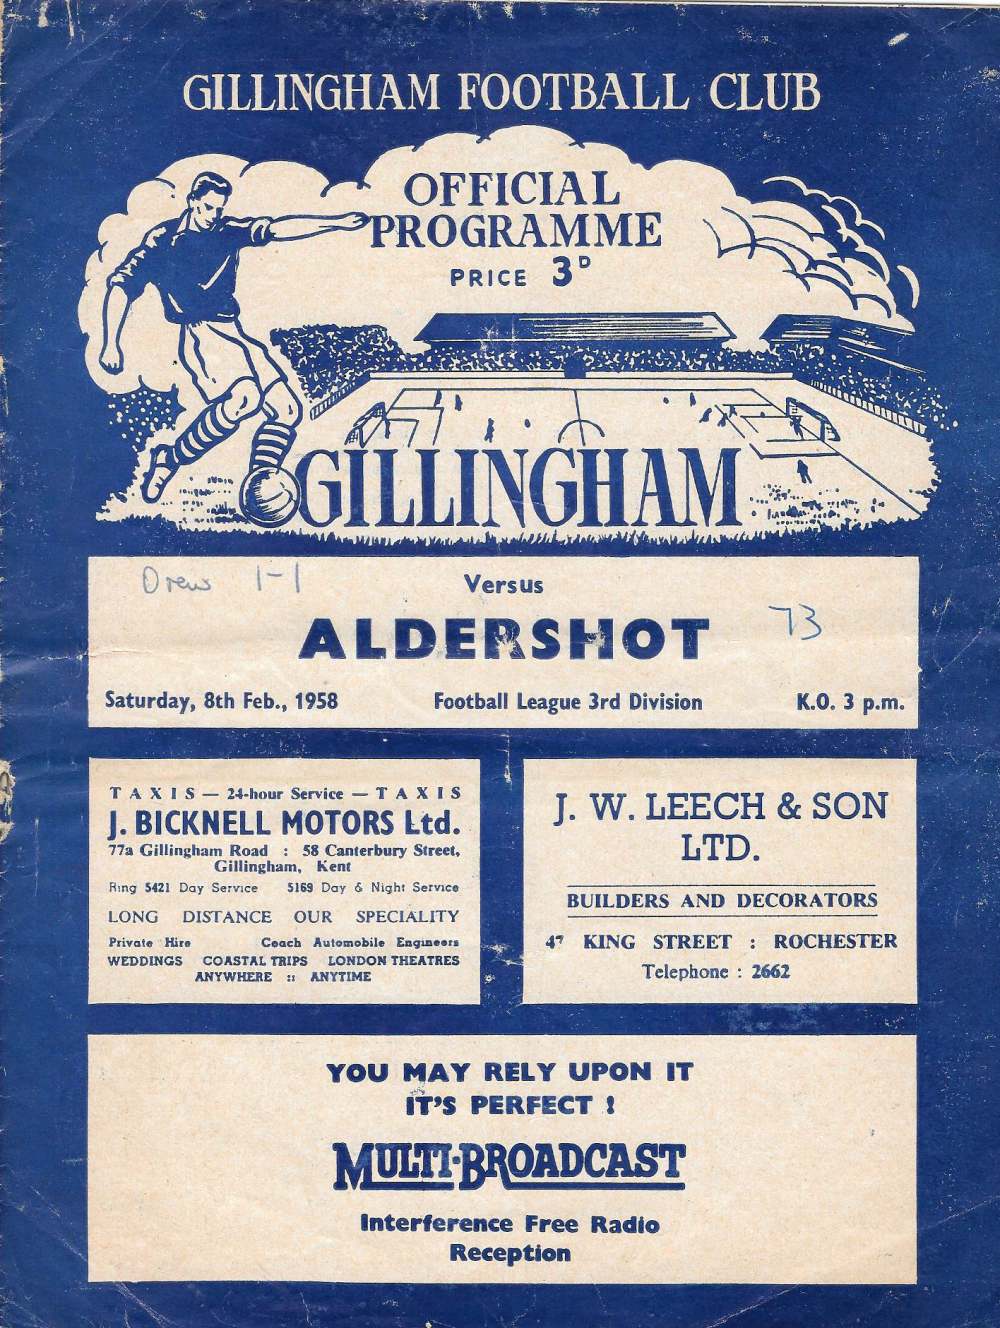 GILLINGHAM FOOTBALL CLUB
OFFICIAL
PROGRAMME
PRICE 3D
GILLINGHAM
Drew 1-1
Versus
ALDERSHOT
73
Saturday, 8th Feb., 1958 Football League 3rd Division K.O. 3 p.m.
TAXIS — 24-hour Service — TAXIS
J. BICKNELL MOTORS Ltd.
77a Gillingham Road : 58 Canterbury Street,
Gillingham, Kent
Ring 5421 Day Service 5169 Day & Night Service
LONG DISTANCE OUR SPECIALITY
Private Hire Coach Automobile Engineers
WEDDINGS COASTAL TRIPS LONDON THEATRES
ANYWHERE :: ANYTIME
J. W. LEECH & SON
LTD.
BUILDERS AND DECORATORS
47 KING STREET : ROCHESTER
Telephone : 2662
YOU MAY RELY UPON IT
IT'S PERFECT !
MULTI-BROADCAST
Interference Free Radio
Reception